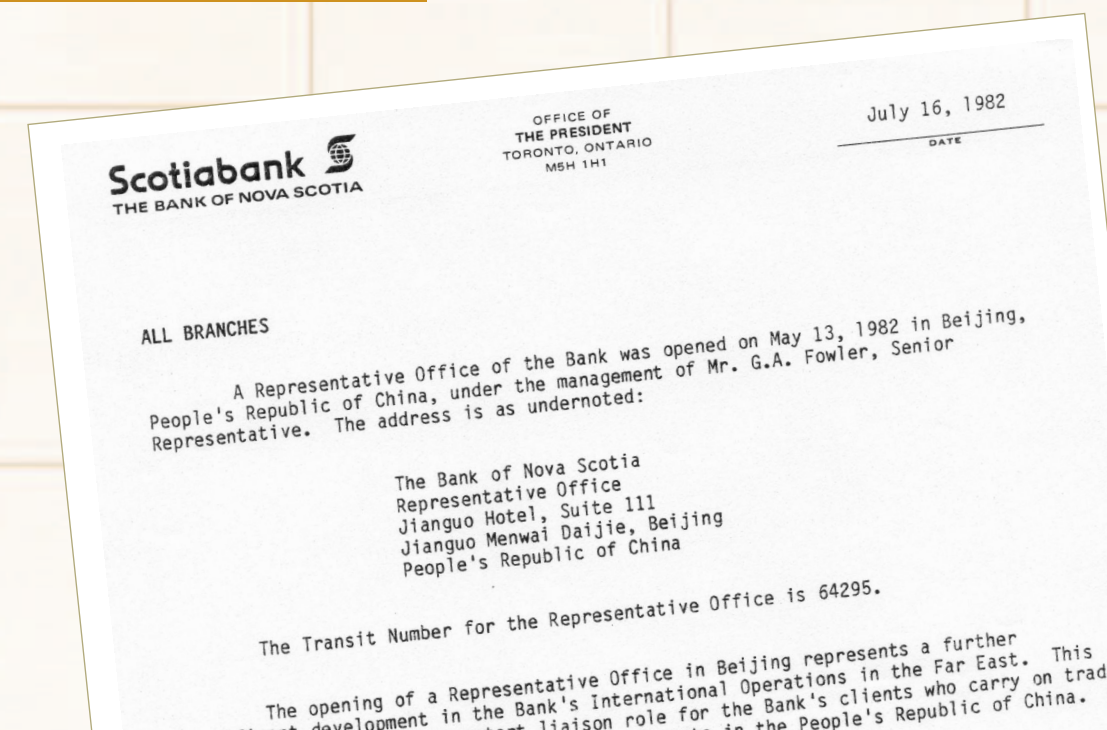 Scotiabank
THE BANK OF NOVA SCOTIA
OFFICE OF
THE PRESIDENT
TORONTO, ONTARIO
M5H 1H1
July 16, 1982
DATE
ALL BRANCHES
A Representative Office of the Bank was opened on May 13, 1982 in Beijing,
People's Republic of China, under the management of Mr. G.A. Fowler, Senior
Representative. The address is as undernoted:
The Bank of Nova Scotia
Representative Office
Jianguo Hotel, Suite 111
Jianguo Menwai Daijie, Beijing
People's Republic of China
The Transit Number for the Representative Office is 64295.
The opening of a Representative Office in Beijing represents a further
development in the Bank's International Operations in the Far East. This
liaison role for the Bank's clients who carry on
in the People's Republic of China.